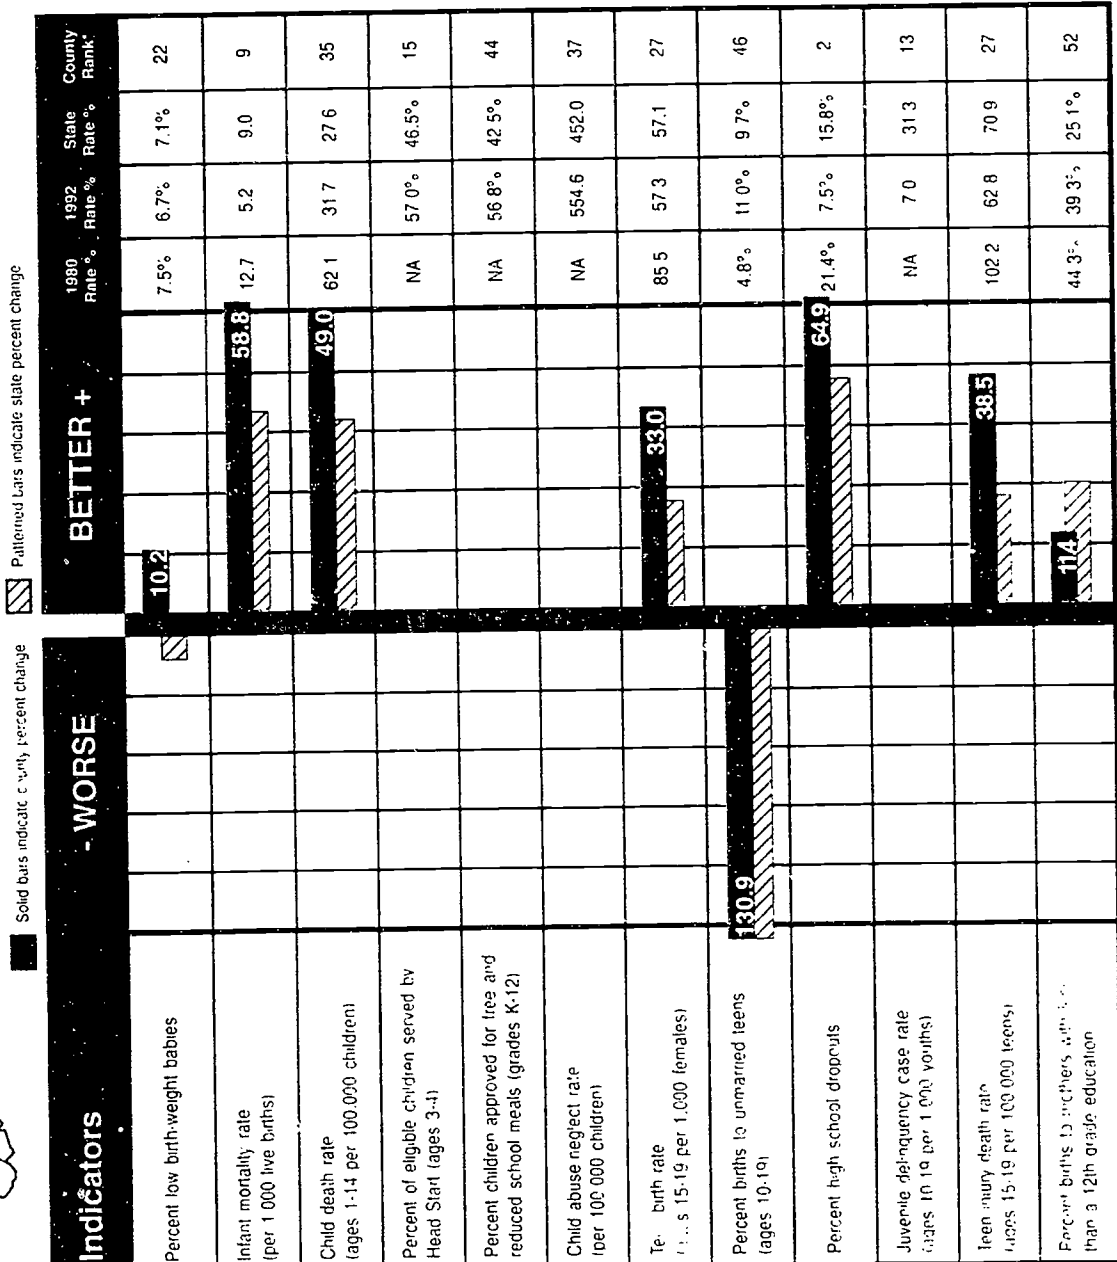 Solid bars indicate percent change
Patterned bars indicate state percent change
Indicators
- WORSE
BETTER +
1980 Rate %
1992 Rate %
State Rate %
County Rank*
Percent low birth-weight babies
10.2
7.5%
6.7%
7.1%
22
Infant mortality rate
(per 1 000 live births)
58.8
12.7
5.2
9.0
9
Child death rate
(ages 1-14 per 100.000 children)
49.0
62 1
31 7
27 6
35
Percent of eligible children served by
Head Start (ages 3-4)
NA
57 0%
46.5%
15
Percent children approved for free and
reduced school meals (grades K-12)
NA
56 8%
42 5%
44
Child abuse neglect rate
(per 100 000 children)
NA
554.6
452.0
37
birth rate
15-19 per 1.000 females)
33.0
85 5
57 3
57.1
27
Percent births to unmarried teens
(ages 10-19)
130.9
4.8%
11 0%
9 7%
46
Percent high school dropouts
64.9
21.4%
7.5%
15.8%
2
Juvenile delinquency case rate
(ages 10 19 per 1 000 youths)
NA
7 0
31 3
13
Teen injury death rate
(ages 15-19 per 100 000 teens)
38.5
102 2
62 8
70 9
27
Percent births to mothers with
than a 12th grade education
11.4
44 3%
39 3%
25 1%
52